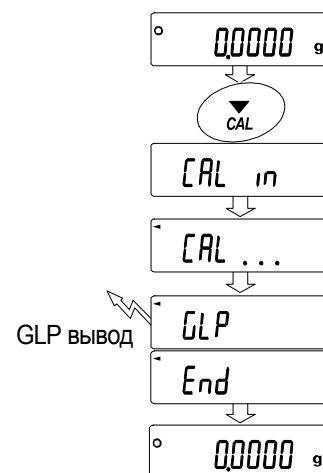 0.0000 g
CAL
CAL in
CAL ...
GLP
GLP вывод
End
0.0000 g